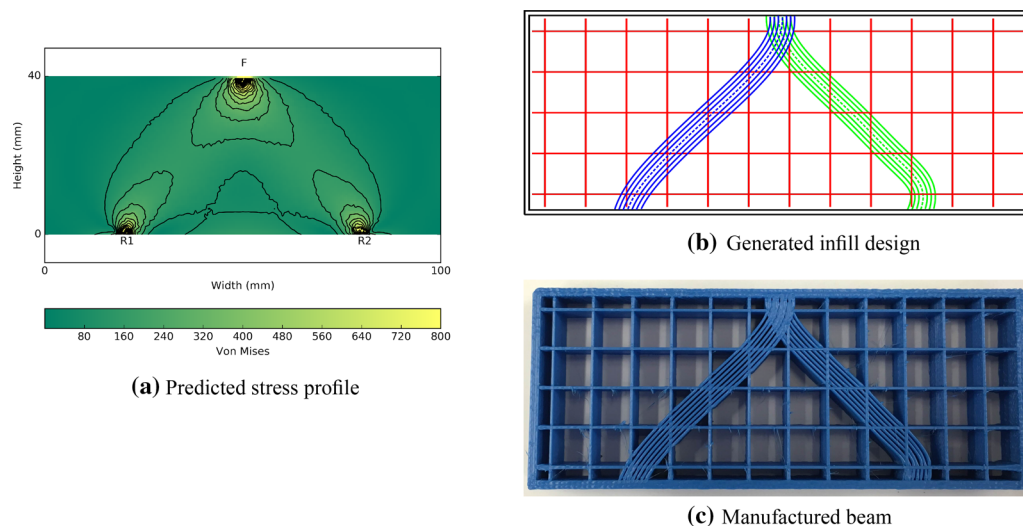 F
40
Height (mm)
0
R1
R2
0
100
Width (mm)
80
160
240
320
400
480
560
640
720
800
Von Mises
(a) Predicted stress profile
(b) Generated infill design
(c) Manufactured beam